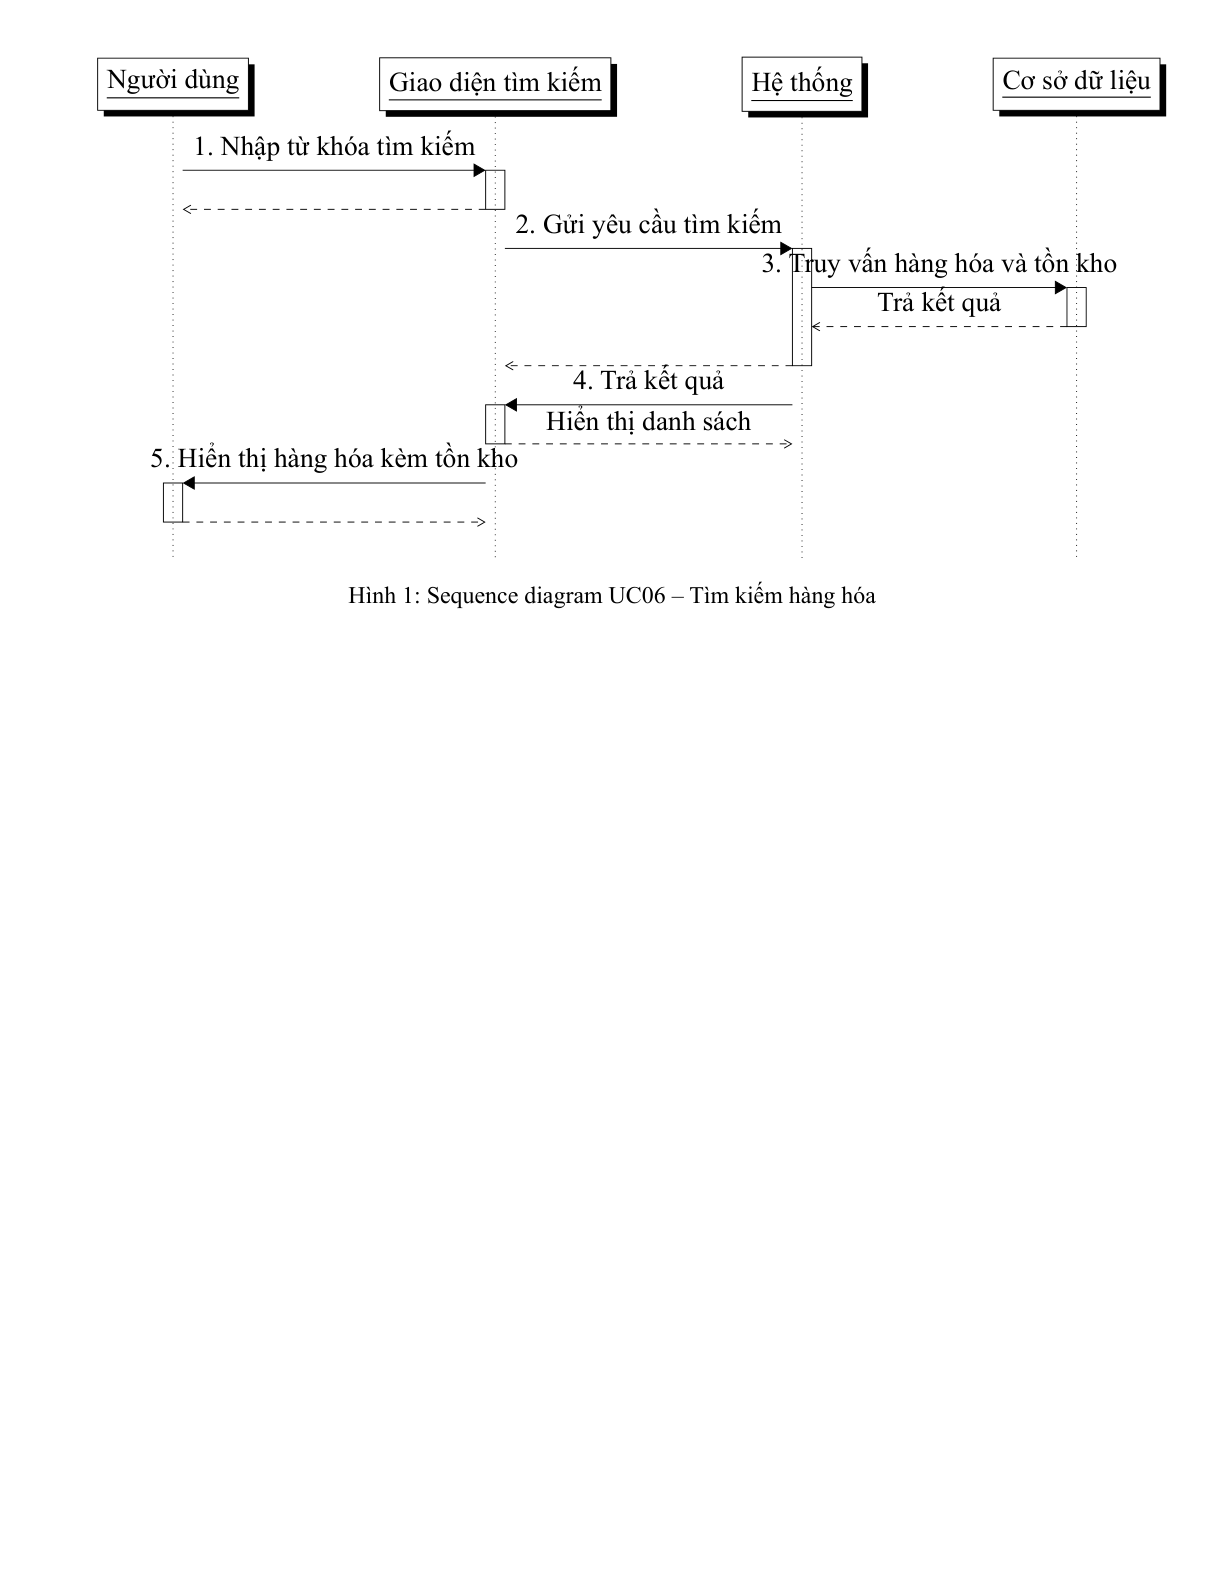 Người dùng
Giao diện tìm kiếm
Hệ thống
Cơ sở dữ liệu
1. Nhập từ khóa tìm kiếm
2. Gửi yêu cầu tìm kiếm
3. Truy vấn hàng hóa và tồn kho
Trả kết quả
4. Trả kết quả
Hiển thị danh sách
5. Hiển thị hàng hóa kèm tồn kho
Hình 1: Sequence diagram UC06 – Tìm kiếm hàng hóa